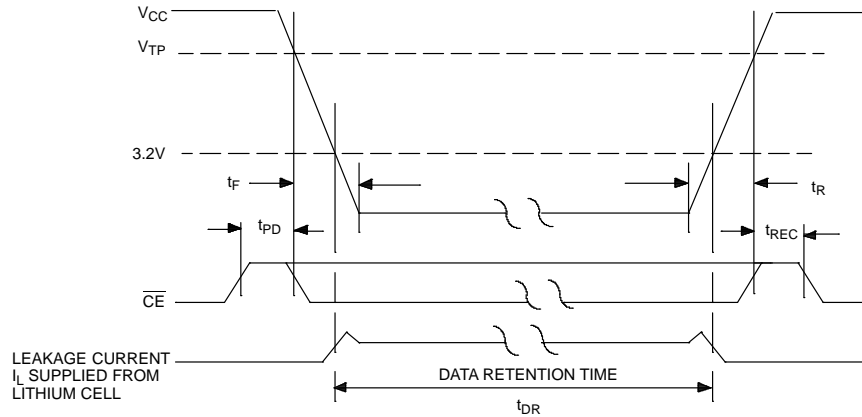 VCC
VTP
3.2V
tF
tR
tPD
tREC
CE
LEAKAGE CURRENT
IL SUPPLIED FROM
LITHIUM CELL
DATA RETENTION TIME
tDR